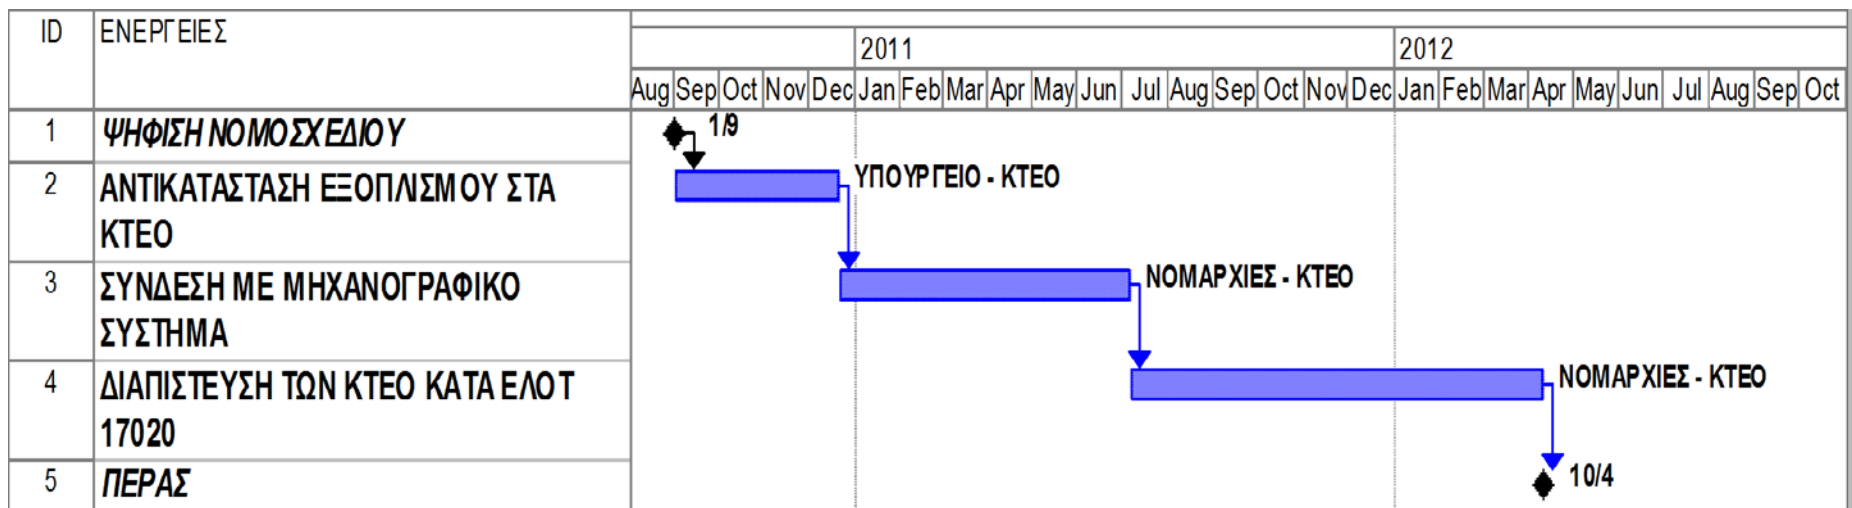 ID ΕΝΕΡΓΕΙΕΣ
2011 2012
Aug Sep Oct Nov Dec Jan Feb Mar Apr May Jun Jul Aug Sep Oct Nov Dec Jan Feb Mar Apr May Jun Jul Aug Sep Oct
1 ΨΗΦΙΣΗ ΝΟΜΟΣΧΕΔΙΟΥ 1/9
2 ΑΝΤΙΚΑΤΑΣΤΑΣΗ ΕΞΟΠΛΙΣΜΟΥ ΣΤΑ
ΚΤΕΟ
ΥΠΟΥΡΓΕΙΟ - ΚΤΕΟ
3 ΣΥΝΔΕΣΗ ΜΕ ΜΗΧΑΝΟΓΡΑΦΙΚΟ
ΣΥΣΤΗΜΑ
ΝΟΜΑΡΧΙΕΣ - ΚΤΕΟ
4 ΔΙΑΠΙΣΤΕΥΣΗ ΤΩΝ ΚΤΕΟ ΚΑΤΑ ΕΛΟΤ
17020
ΝΟΜΑΡΧΙΕΣ - ΚΤΕΟ
5 ΠΕΡΑΣ 10/4